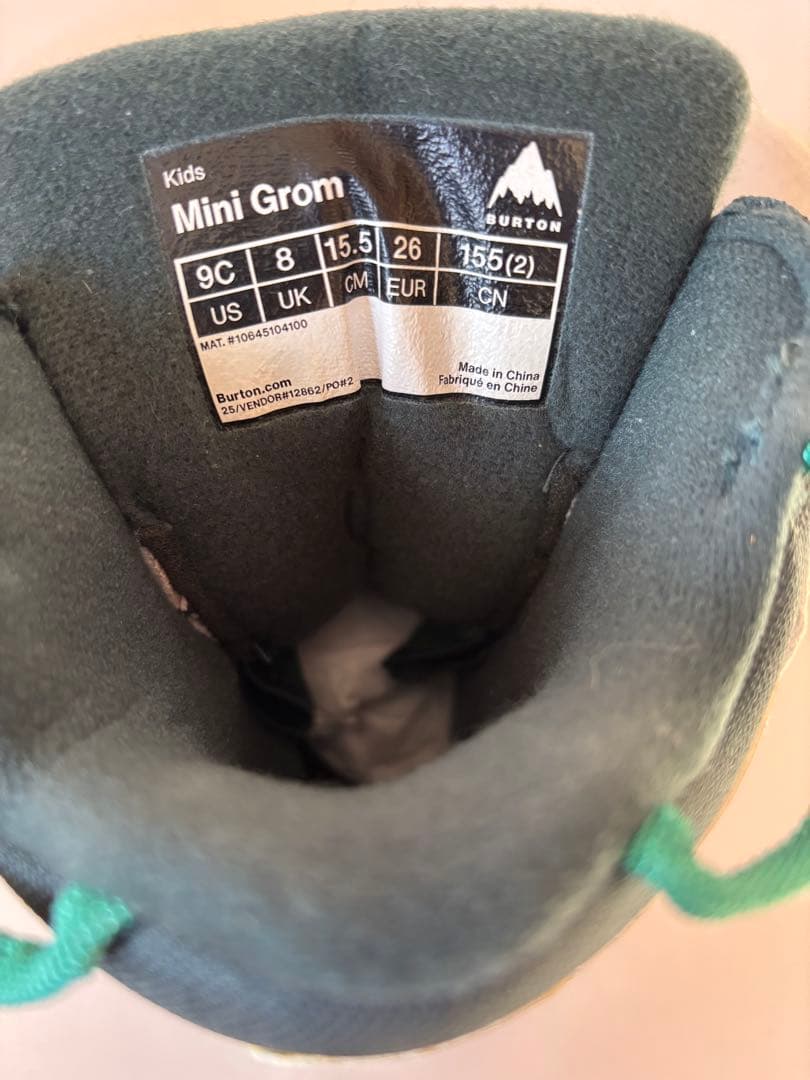 Kids
Mini Grom
BURTON
9C 8 15.5 26 155(2)
US UK CM EUR CN
MAT. #10645104100
Burton.com
25/VENDOR#12862/PO#2
Made in China
Fabriqué en Chine